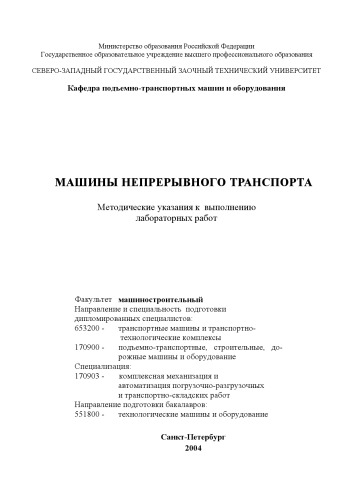 Министерство образования Российской Федерации
Государственное образовательное учреждение высшего профессионального образования
СЕВЕРО-ЗАПАДНЫЙ ГОСУДАРСТВЕННЫЙ ЗАОЧНЫЙ ТЕХНИЧЕСКИЙ УНИВЕРСИТЕТ
Кафедра подъемно-транспортных машин и оборудования
МАШИНЫ НЕПРЕРЫВНОГО ТРАНСПОРТА
Методические указания к выполнению
лабораторных работ
Факультет машиностроительный
Направление и специальность подготовки
дипломированных специалистов:
653200 - транспортные машины и транспортно-
технологические комплексы
170900 - подъемно-транспортные, строительные, до-
рожные машины и оборудование
Специализация:
170903 - комплексная механизация и
автоматизация погрузочно-разгрузочных
и транспортно-складских работ
Направление подготовки бакалавров:
551800 - технологические машины и оборудование
Санкт-Петербург
2004